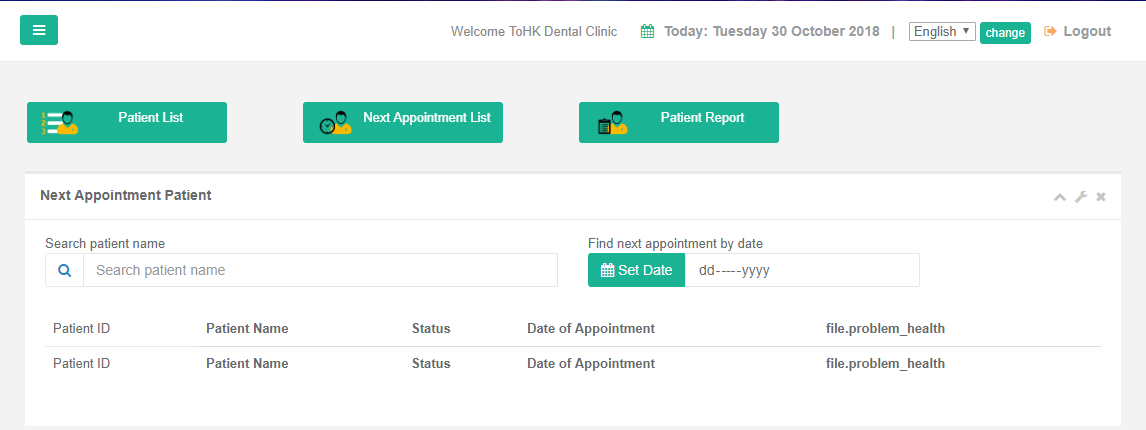 Welcome ToHK Dental Clinic Today: Tuesday 30 October 2018 | English change Logout
Patient List Next Appointment List Patient Report
Next Appointment Patient
Search patient name Find next appointment by date
Search patient name Set Date dd-----yyyy
Patient ID Patient Name Status Date of Appointment file.problem_health
Patient ID Patient Name Status Date of Appointment file.problem_health